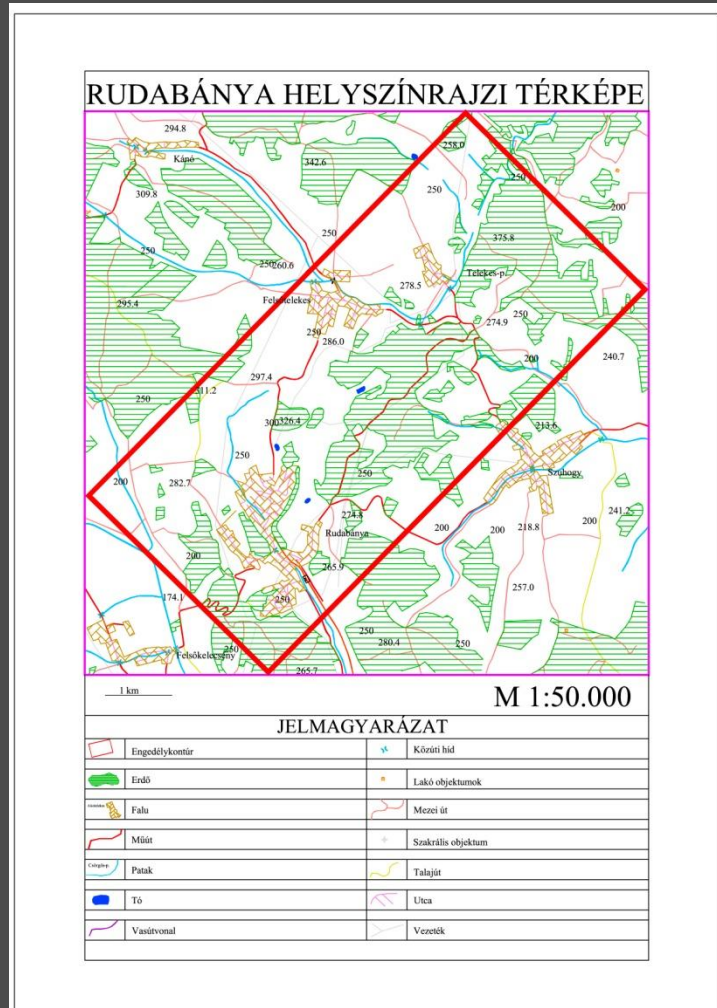 RUDABÁNYA HELYSZÍNRAJZI TÉRKÉPE
294.8
258.0
Kánó
342.6
250
309.8
250
200
250
375.8
250
250
260.6
Telekes-p.
278.5
295.4
Felsőtelekes
250
274.9
250
286.0
200
240.7
297.4
311.2
250
300
326.4
213.6
250
250
Szuhogy
200
282.7
274.8
241.2
200
200
218.8
200
Rudabánya
200
265.9
257.0
174.1
250
250
280.4
250
250
Felsőkelecsény
265.7
1 km
M 1:50.000
JELMAGYARÁZAT
Engedélykontúr
Közúti híd
Erdő
Lakó objektumok
Falu
Mezei út
Műút
Szakrális objektum
Csörgős-p.
Patak
Talajút
Tó
Utca
Vasútvonal
Vezeték